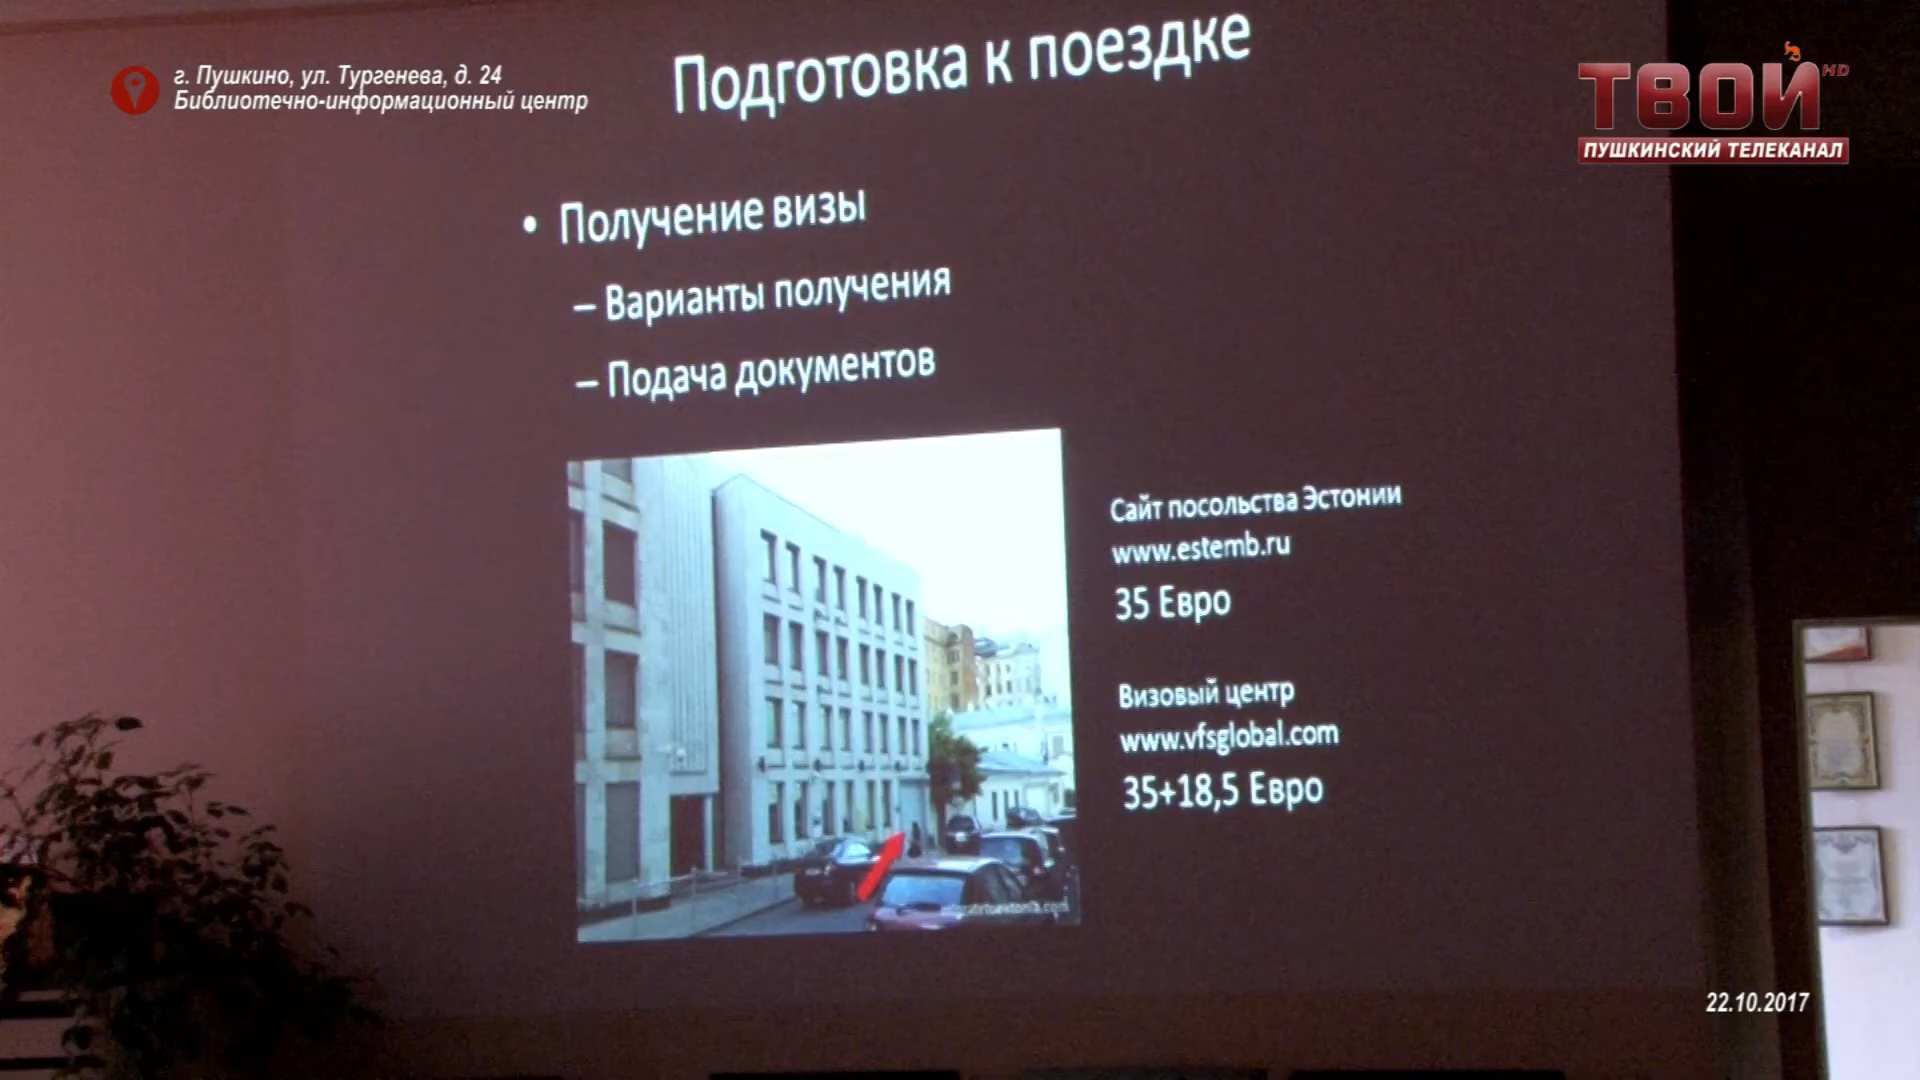 г. Пушкино, ул. Тургенева, д. 24
Библиотечно-информационный центр
ТВОЙ HD
ПУШКИНСКИЙ ТЕЛЕКАНАЛ
Подготовка к поездке
• Получение визы
– Варианты получения
– Подача документов
Сайт посольства Эстонии
www.estemb.ru
35 Евро
Визовый центр
www.vfsglobal.com
35+18,5 Евро
22.10.2017